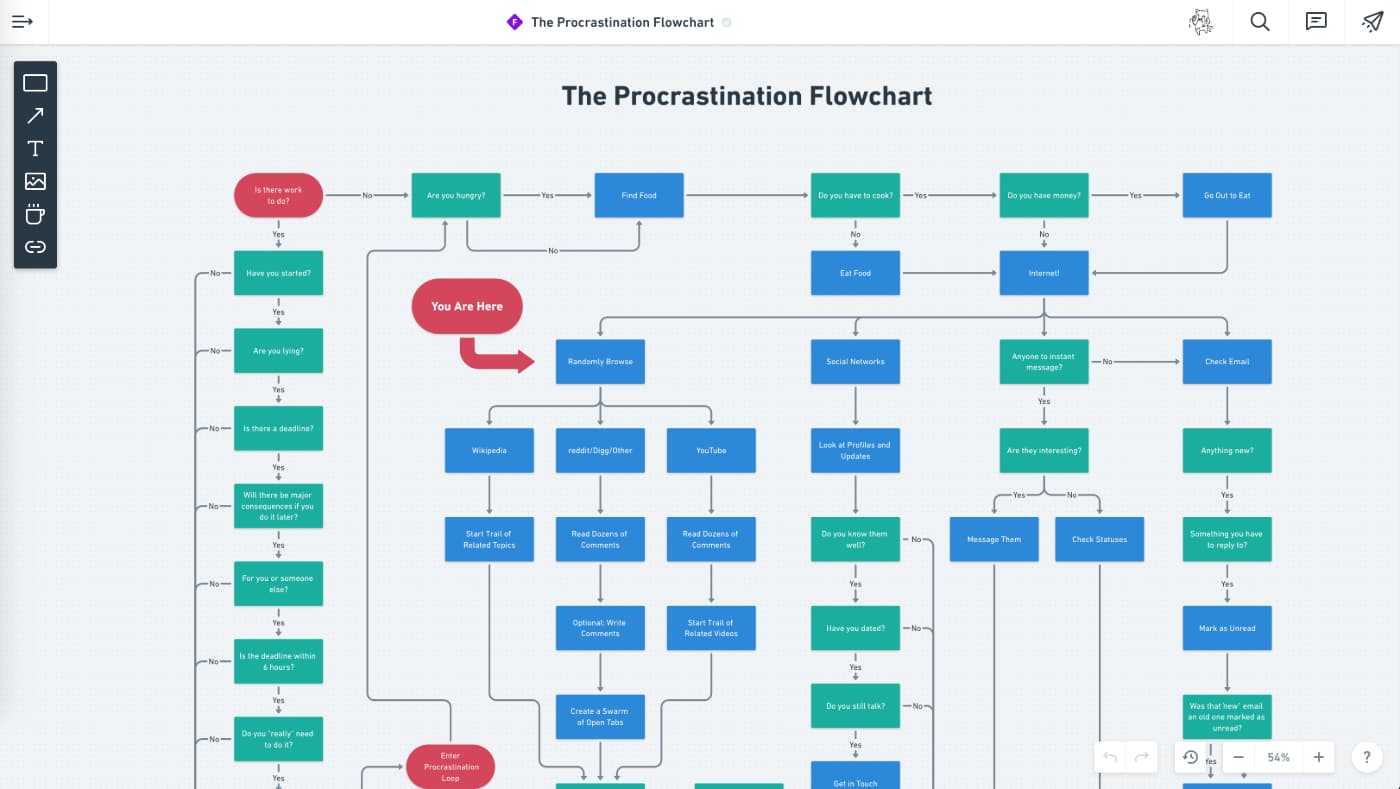 F
The Procrastination Flowchart
The Procrastination Flowchart
T
Is there work
to do?
No
Are you hungry?
Yes
Find Food
Do you have to cook?
Yes
Do you have money?
Yes
Go Out to Eat
Yes
No
No
No
Have you started?
No
Eat Food
Internet!
Yes
You Are Here
No
Are you lying?
Randomly Browse
Social Networks
Anyone to instant
message?
No
Check Email
Yes
Yes
No
Is there a deadline?
Wikipedia
reddit/Digg/Other
YouTube
Look at Profiles and
Updates
Are they interesting?
Anything new?
Yes
Yes
No
Yes
No
Will there be major
consequences if you
do it later?
Start Trail of
Related Topics
Read Dozens of
Comments
Read Dozens of
Comments
Do you know them
well?
No
Message Them
Check Statuses
Something you have
to reply to?
Yes
No
For you or someone
else?
Yes
Yes
Yes
Optional: Write
Comments
Start Trail of
Related Videos
Have you dated?
No
Mark as Unread
No
Is the deadline within
6 hours?
Yes
Yes
Create a Swarm
of Open Tabs
Do you still talk?
No
Was that 'new' email
an old one marked as
unread?
No
Do you 'really' need
to do it?
Yes
Enter
Procrastination
Loop
Yes
Yes
54%
?
Get in Touch